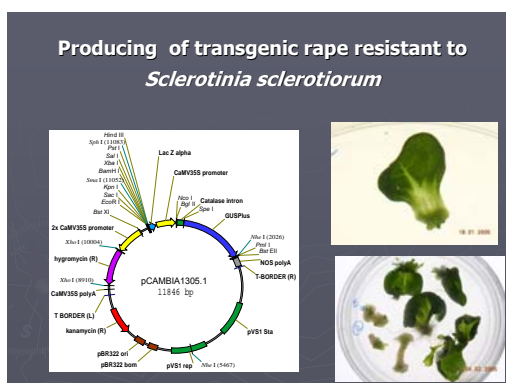 Producing of transgenic rape resistant to
Sclerotinia sclerotiorum
Hind III
Sph I (11083)
Pst I
Sal I
Xba I
BamH I
Sma I (11052)
Kpn I
Sac I
EcoR I
Bst XI
Lac Z alpha
CaMV35S promoter
Nco I
Bgl II
Catalase intron
Spe I
GUSPlus
2x CaMV35S promoter
Xho I (10004)
Nhe I (2026)
Pml I
Bst EII
NOS polyA
T-BORDER (R)
hygromycin (R)
Xho I (8910)
CaMV35S polyA
pCAMBIA1305.1
11846 bp
T BORDER (L)
kanamycin (R)
pVS1 Sta
pBR322 ori
pBR322 bom
pVS1 rep
Nhe I (5467)